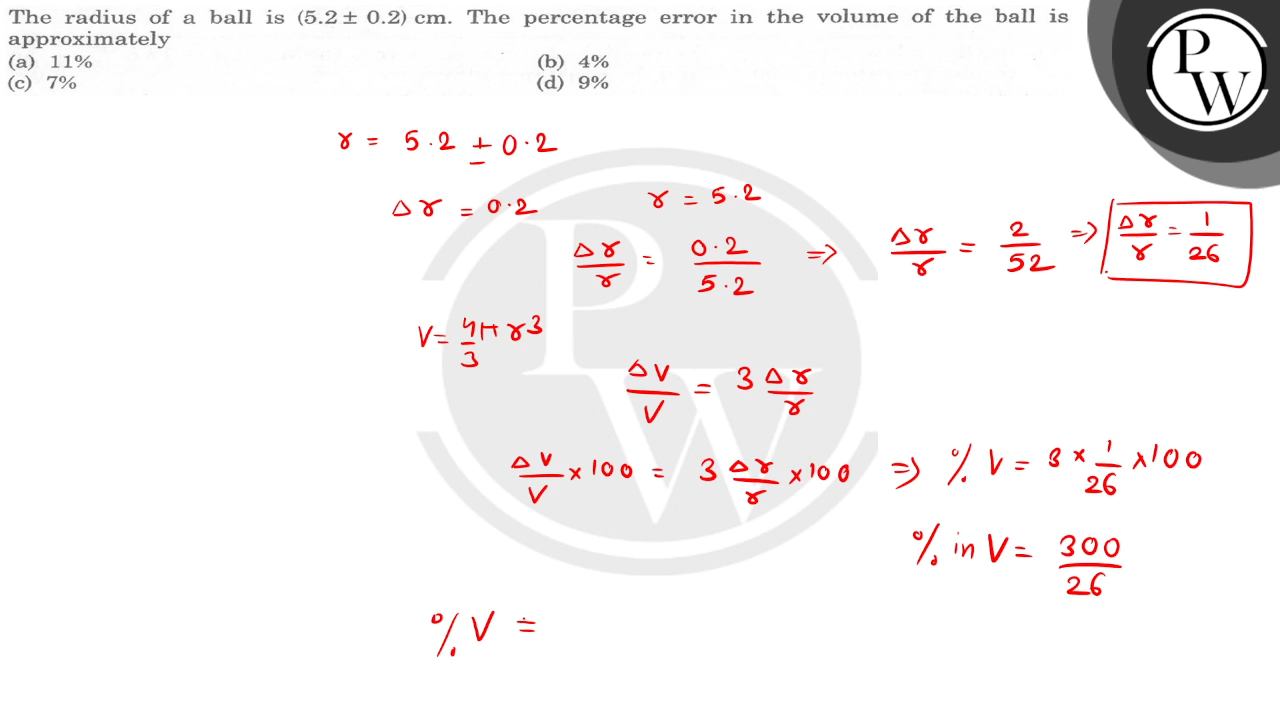 The radius of a ball is (5.2 ± 0.2) cm. The percentage error in the volume of the ball is
approximately
(a) 11% (b) 4%
(c) 7% (d) 9%
PW
r = 5.2 ± 0.2
Δr = 0.2 r = 5.2
Δr/r = 0.2/5.2 ⇒ Δr/r = 2/52 ⇒ Δr/r = 1/26
V = 4/3 π r³
ΔV/V = 3 Δr/r
ΔV/V × 100 = 3 Δr/r × 100 ⇒ % V = 3 × 1/26 × 100
% in V = 300/26
% V =
PW